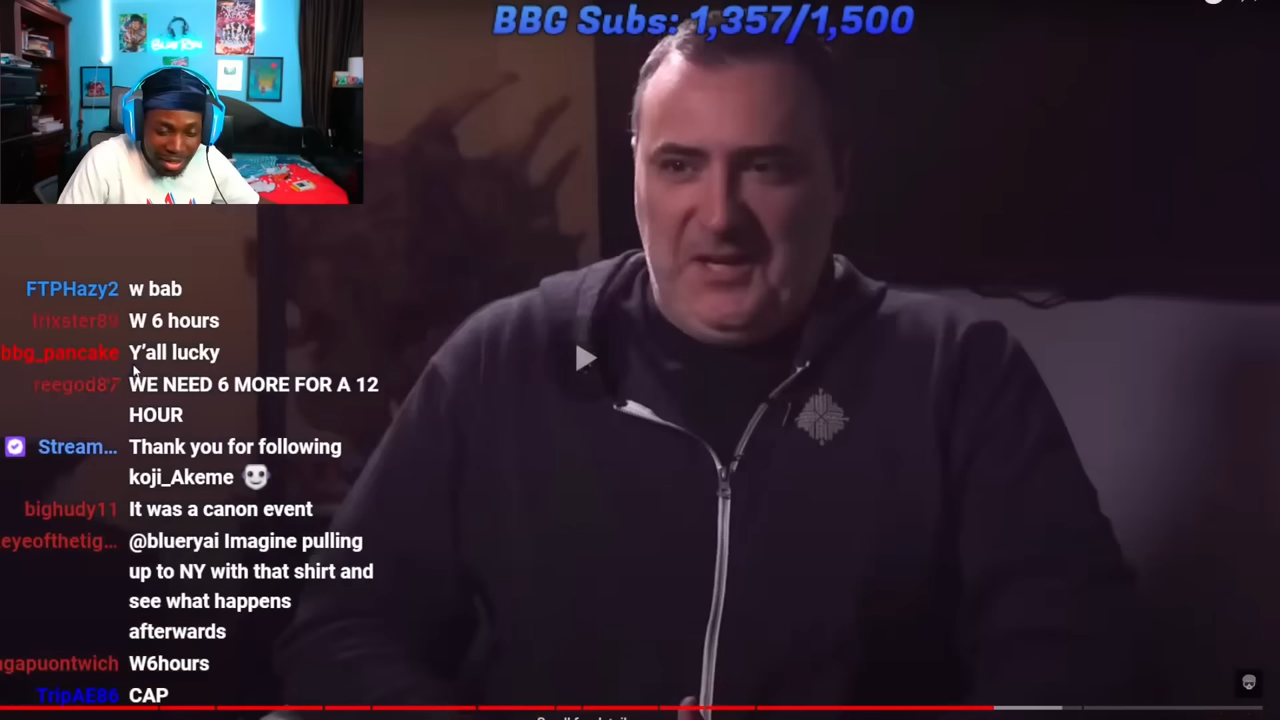 BBG Subs: 1,357/1,500
FTPHazy2 w bab
trixster89 W 6 hours
bbg_pancake Y'all lucky
reegod87 WE NEED 6 MORE FOR A 12
HOUR
Stream... Thank you for following
koji_Akeme
bighudy11 It was a canon event
eyeofthetig... @blueryai Imagine pulling
up to NY with that shirt and
see what happens
afterwards
ngapuontwich W6hours
TripAE86 CAP